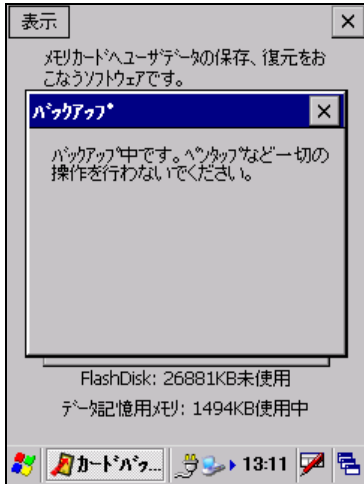 表示
ﾒﾓﾘｶｰﾄﾞへﾕｰｻﾞﾃﾞｰﾀの保存、復元をお
こなうｿﾌﾄｳｪｱです。
ﾊﾞｯｸｱｯﾌﾟ
ﾊﾞｯｸｱｯﾌﾟ中です。ﾍﾟﾝﾀｯﾌﾟなど一切の
操作を行わないでください。
FlashDisk: 26881KB未使用
ﾃﾞｰﾀ記憶用ﾒﾓﾘ: 1494KB使用中
ｶｰﾄﾞﾊﾞｯ...
13:11